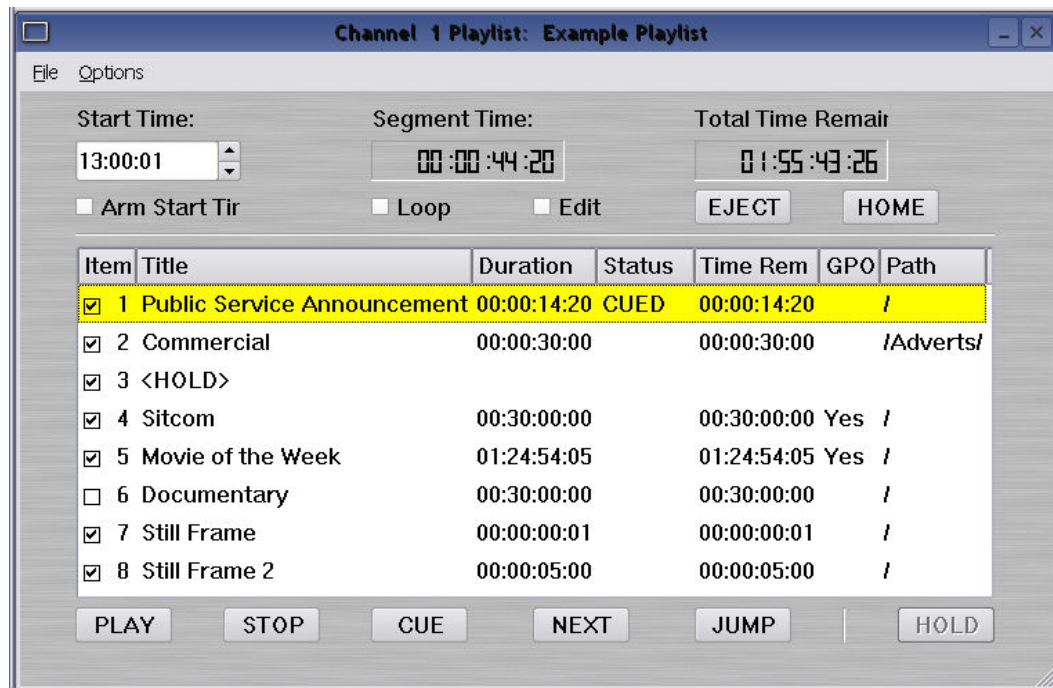 Channel 1 Playlist: Example Playlist
File Options
Start Time: Segment Time: Total Time Remair
13:00:01 00:00:44:20 01:55:43:26
Arm Start Tir Loop Edit EJECT HOME
Item Title Duration Status Time Rem GPO Path
1 Public Service Announcement 00:00:14:20 CUED 00:00:14:20 /
2 Commercial 00:00:30:00 00:00:30:00 /Adverts/
3 <HOLD>
4 Sitcom 00:30:00:00 00:30:00:00 Yes /
5 Movie of the Week 01:24:54:05 01:24:54:05 Yes /
6 Documentary 00:30:00:00 00:30:00:00 /
7 Still Frame 00:00:00:01 00:00:00:01 /
8 Still Frame 2 00:00:05:00 00:00:05:00 /
PLAY STOP CUE NEXT JUMP HOLD